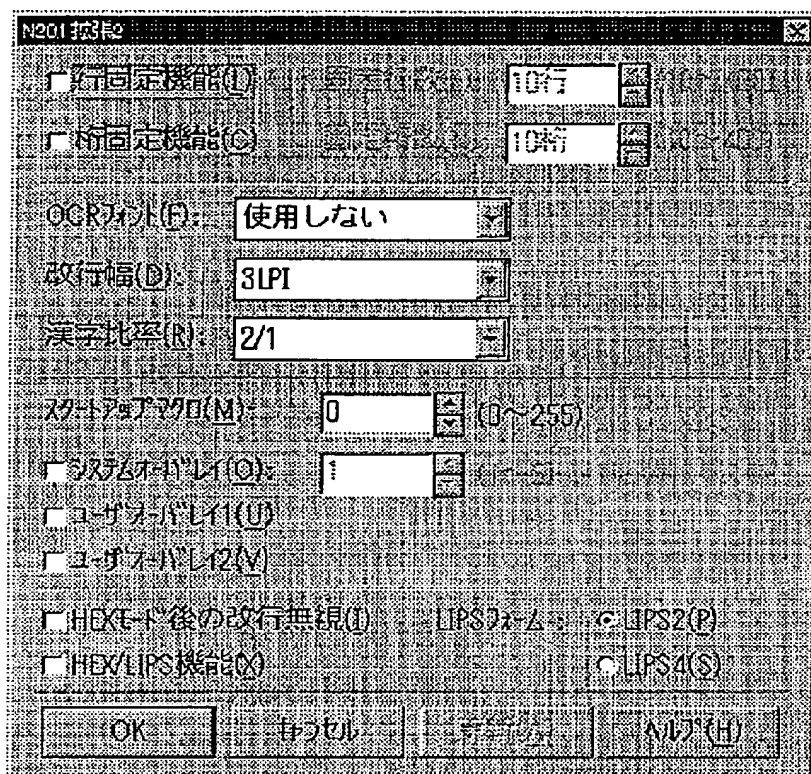 N201 拡張2
行固定機能(L) 10行
桁固定機能(C) 10桁
OCRフォント(F): 使用しない
改行幅(D): 3LPI
漢字比率(R): 2/1
スタートアップマクロ(M): 0 (0～255)
システムオーバレイ(O): 1
ユーザオーバレイ1(U)
ユーザオーバレイ2(V)
HEXモード後の改行無視(I) LIPSフォーム: LIPS2(P)
HEX/LIPS機能(X) LIPS4(S)
OK キャンセル ヘルプ(H)